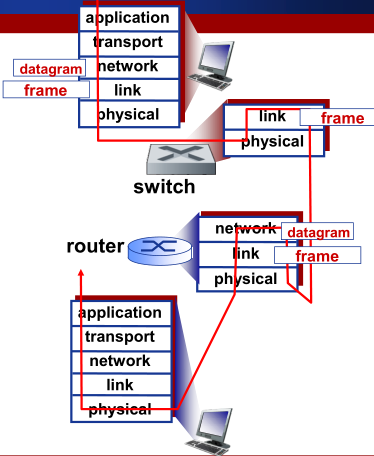 application
transport
datagram
network
frame
link
physical
link
frame
physical
switch
network
datagram
router
link
frame
physical
application
transport
network
link
physical